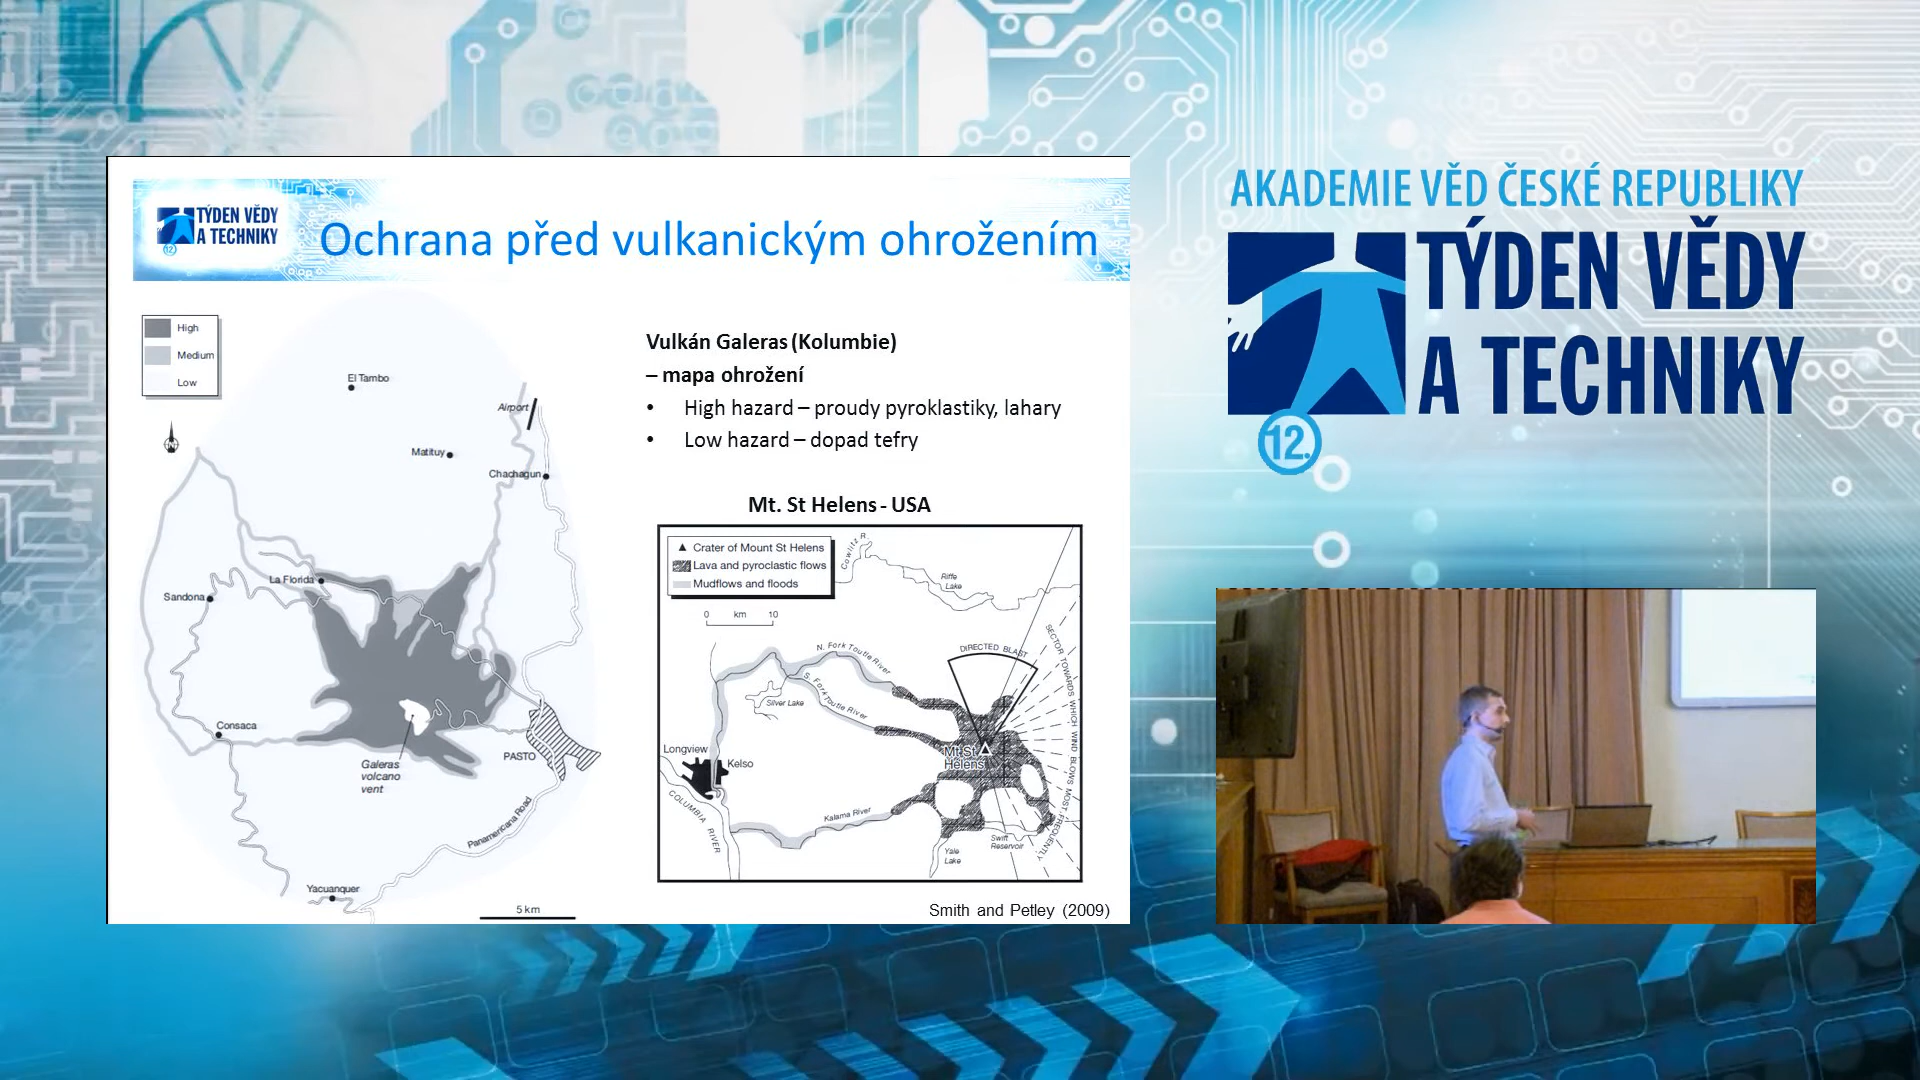 TÝDEN VĚDY
A TECHNIKY
12.
Ochrana před vulkanickým ohrožením
High
Medium
Low
N
El Tambo
Airport
Matituy
Chachagun
La Florida
Sandona
Consaca
Galeras
volcano
vent
PASTO
Panamericana Road
Yacuanquer
5 km
Vulkán Galeras (Kolumbie)
– mapa ohrožení
• High hazard – proudy pyroklastiky, lahary
• Low hazard – dopad tefry
Mt. St Helens - USA
Crater of Mount St Helens
Lava and pyroclastic flows
Mudflows and floods
0 km 10
Cowlitz R.
Riffe
Lake
DIRECTED BLAST
SECTOR TOWARDS WHICH WIND BLOWS MOST FREQUENTLY
N. Fork Toutle River
S. Fork Toutle River
Silver Lake
Longview
Kelso
COLUMBIA RIVER
Mt St
Helens
Kalama River
Swift
Reservoir
Yale
Lake
Smith and Petley (2009)
AKADEMIE VĚD ČESKÉ REPUBLIKY
TÝDEN VĚDY
A TECHNIKY
12.